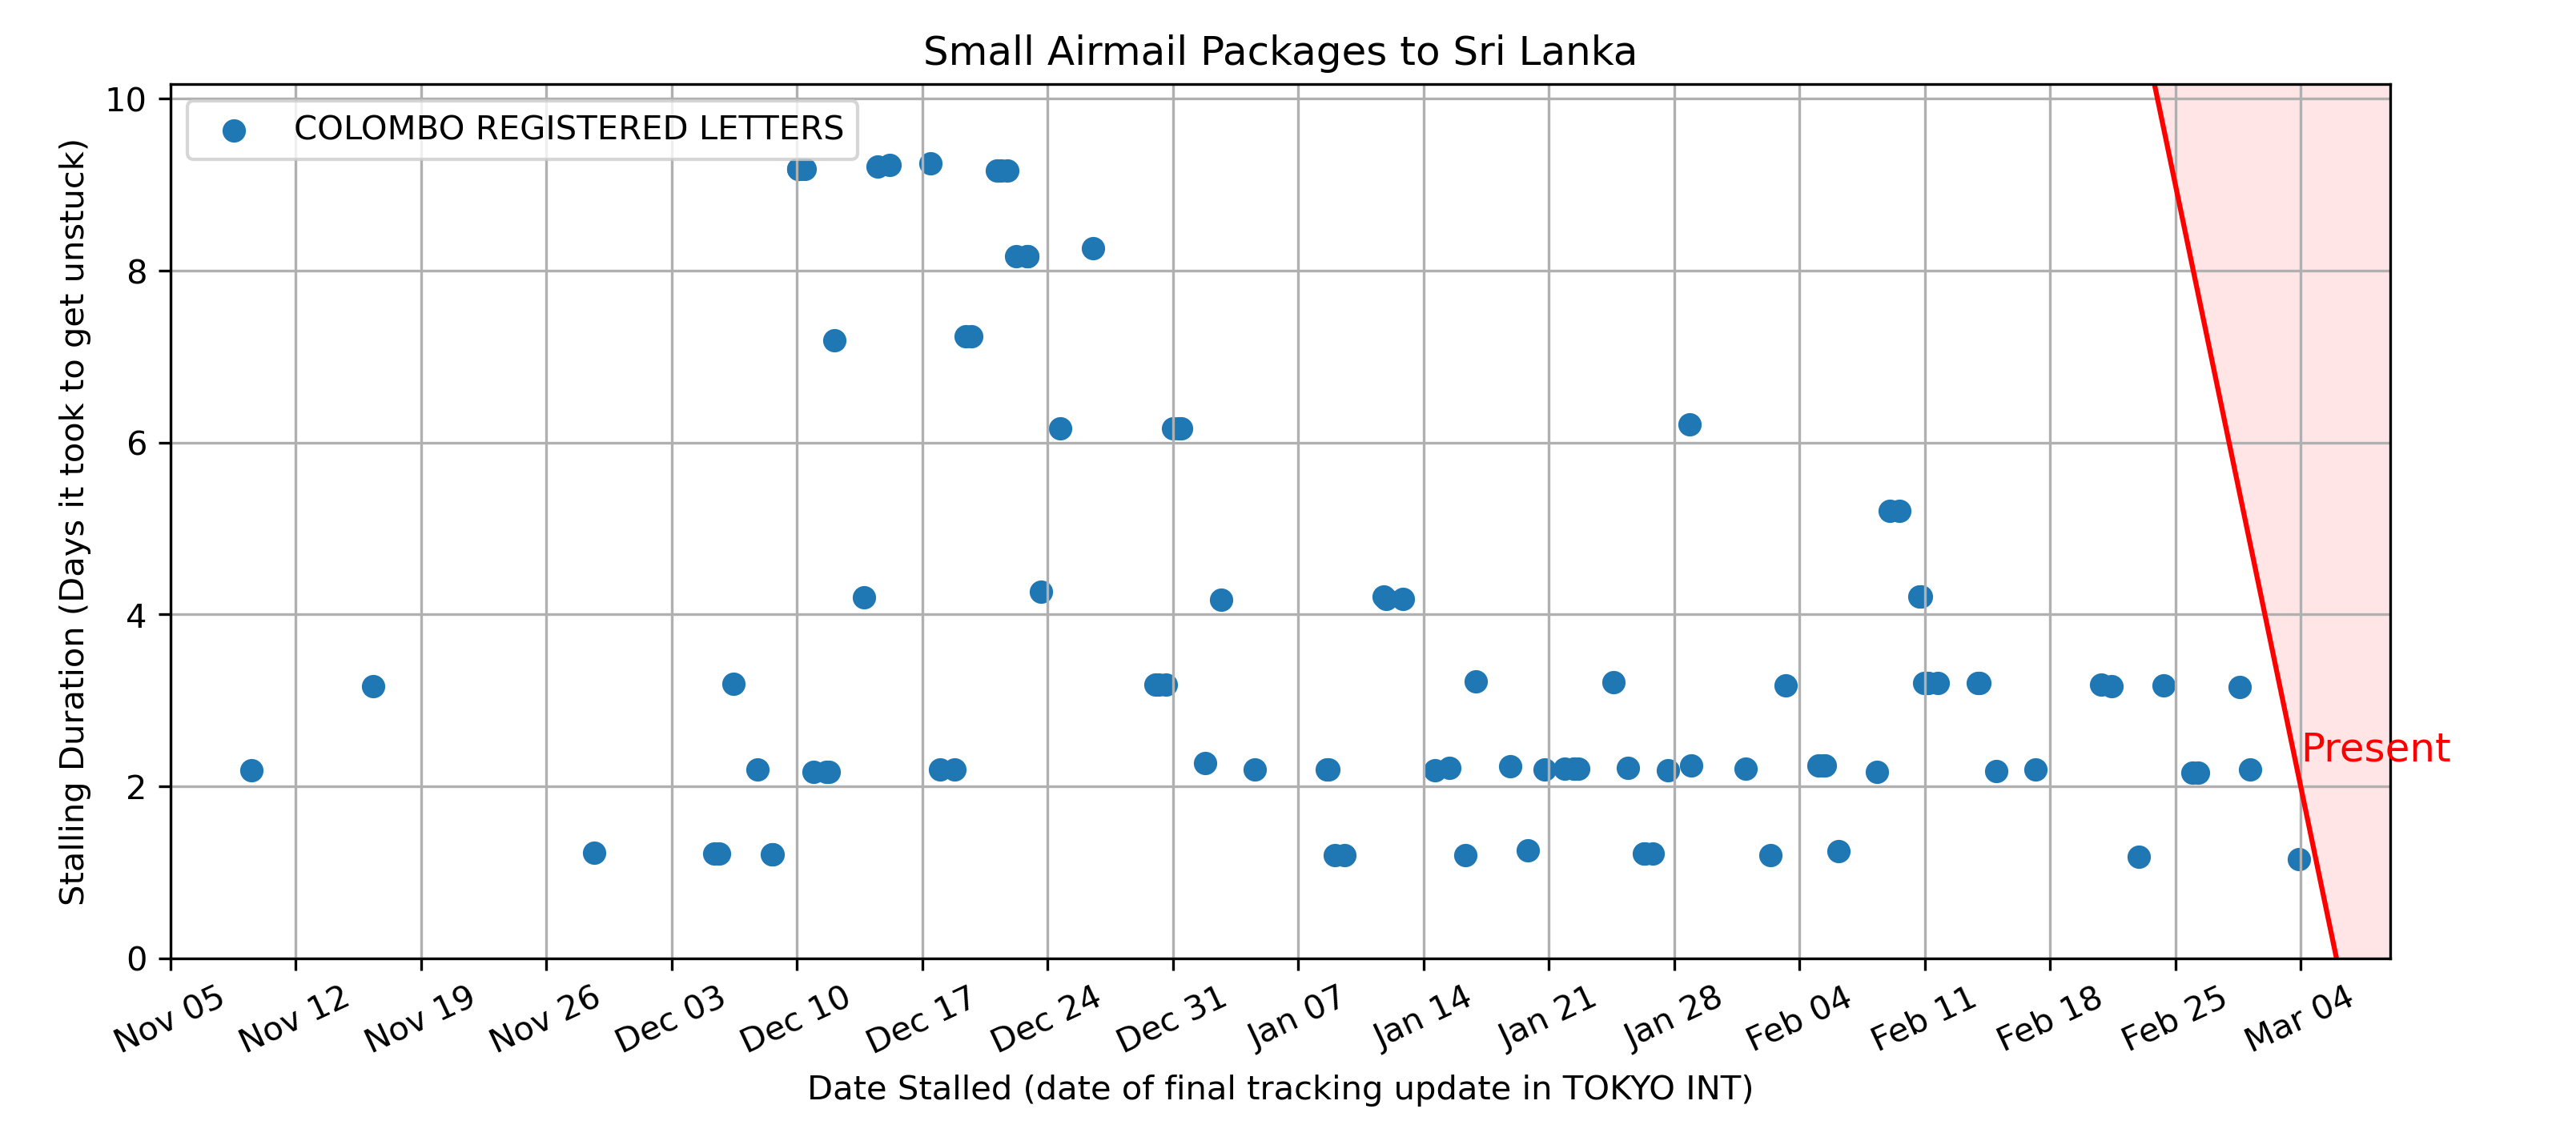 Small Airmail Packages to Sri Lanka
COLOMBO REGISTERED LETTERS
Stalling Duration (Days it took to get unstuck)
10
8
6
4
2
0
Present
Nov 05
Nov 12
Nov 19
Nov 26
Dec 03
Dec 10
Dec 17
Dec 24
Dec 31
Jan 07
Jan 14
Jan 21
Jan 28
Feb 04
Feb 11
Feb 18
Feb 25
Mar 04
Date Stalled (date of final tracking update in TOKYO INT)